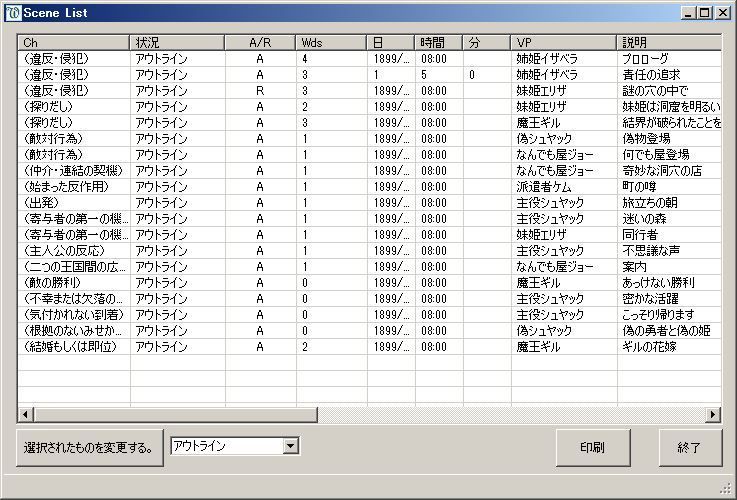 Scene List
Ch 状況 A/R Wds 日 時間 分 VP 説明
(違反・侵犯) アウトライン A 4 1899/... 08:00 姉姫イザベラ プロローグ
(違反・侵犯) アウトライン A 3 1 5 0 姉姫イザベラ 責任の追求
(違反・侵犯) アウトライン R 3 1899/... 08:00 妹姫エリザ 謎の穴の中で
(探りだし) アウトライン A 2 1899/... 08:00 妹姫エリザ 妹姫は洞窟を明るい
(探りだし) アウトライン A 3 1899/... 08:00 魔王ギル 結界が破られたことを
(敵対行為) アウトライン A 1 1899/... 08:00 偽シュヤック 偽物登場
(敵対行為) アウトライン A 1 1899/... 08:00 なんでも屋ジョー 何でも屋登場
(仲介・連結の契機) アウトライン A 1 1899/... 08:00 なんでも屋ジョー 奇妙な洞穴の店
(始まった反作用) アウトライン A 1 1899/... 08:00 派遣者ケム 町の噂
(出発) アウトライン A 1 1899/... 08:00 主役シュヤック 旅立ちの朝
(寄与者の第一の機... アウトライン A 1 1899/... 08:00 主役シュヤック 迷いの森
(寄与者の第一の機... アウトライン A 1 1899/... 08:00 妹姫エリザ 同行者
(主人公の反応) アウトライン A 1 1899/... 08:00 主役シュヤック 不思議な声
(二つの王国間の広... アウトライン A 1 1899/... 08:00 なんでも屋ジョー 案内
(敵の勝利) アウトライン A 0 1899/... 08:00 魔王ギル あっけない勝利
(不幸または欠落の... アウトライン A 0 1899/... 08:00 主役シュヤック 密かな活躍
(気付かれない到着) アウトライン A 0 1899/... 08:00 主役シュヤック こっそり帰ります
(根拠のないみせか... アウトライン A 0 1899/... 08:00 偽シュヤック 偽の勇者と偽の姫
(結婚もしくは即位) アウトライン A 2 1899/... 08:00 魔王ギル ギルの花嫁
選択されたものを変更する。 アウトライン 印刷 終了